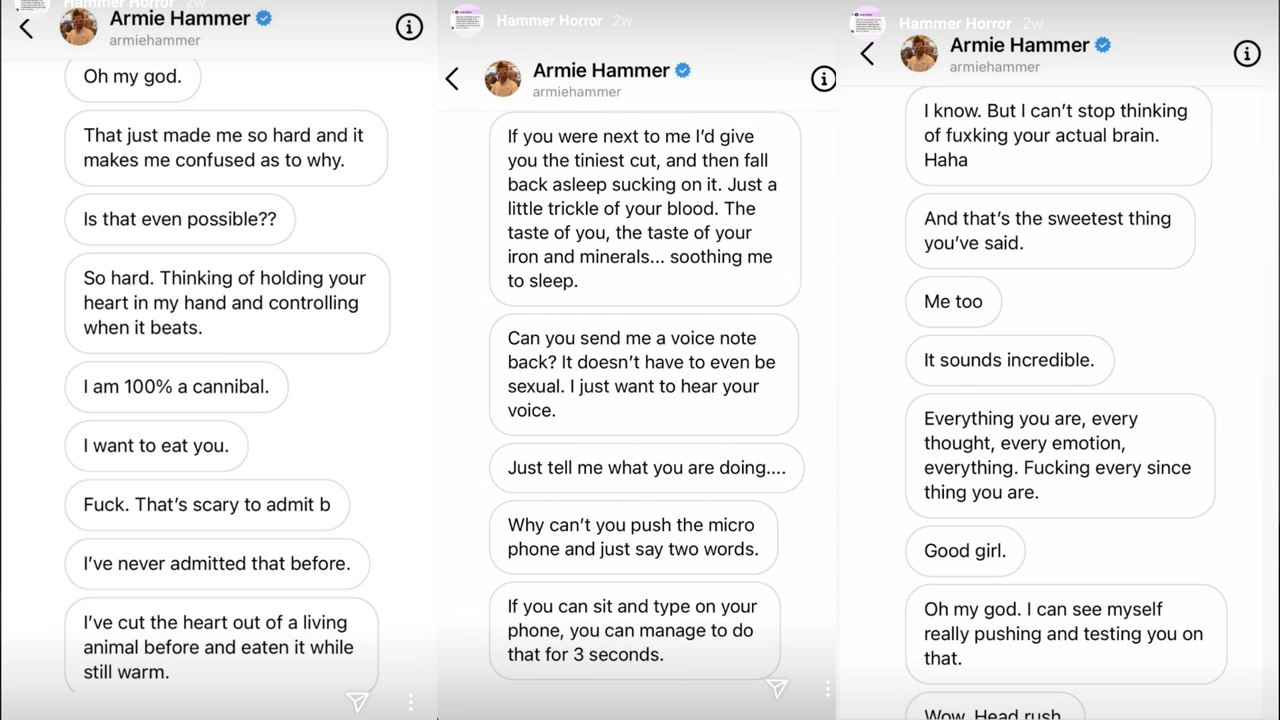 Hammer Horror 2w
Armie Hammer
armiehammer
Oh my god.
That just made me so hard and it
makes me confused as to why.
Is that even possible??
So hard. Thinking of holding your
heart in my hand and controlling
when it beats.
I am 100% a cannibal.
I want to eat you.
Fuck. That's scary to admit b
I've never admitted that before.
I've cut the heart out of a living
animal before and eaten it while
still warm.
Hammer Horror 2w
Armie Hammer
armiehammer
If you were next to me I'd give
you the tiniest cut, and then fall
back asleep sucking on it. Just a
little trickle of your blood. The
taste of you, the taste of your
iron and minerals... soothing me
to sleep.
Can you send me a voice note
back? It doesn't have to even be
sexual. I just want to hear your
voice.
Just tell me what you are doing....
Why can't you push the micro
phone and just say two words.
If you can sit and type on your
phone, you can manage to do
that for 3 seconds.
Hammer Horror 2w
Armie Hammer
armiehammer
I know. But I can't stop thinking
of fuxking your actual brain.
Haha
And that's the sweetest thing
you've said.
Me too
It sounds incredible.
Everything you are, every
thought, every emotion,
everything. Fucking every since
thing you are.
Good girl.
Oh my god. I can see myself
really pushing and testing you on
that.
Wow. Head rush